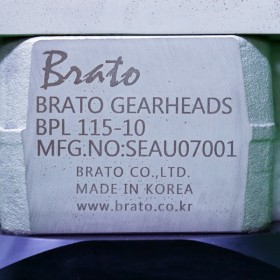 Brato
BRATO GEARHEADS
BPL 115-10
MFG.NO:SEAU07001
BRATO CO.,LTD.
MADE IN KOREA
www.brato.co.kr